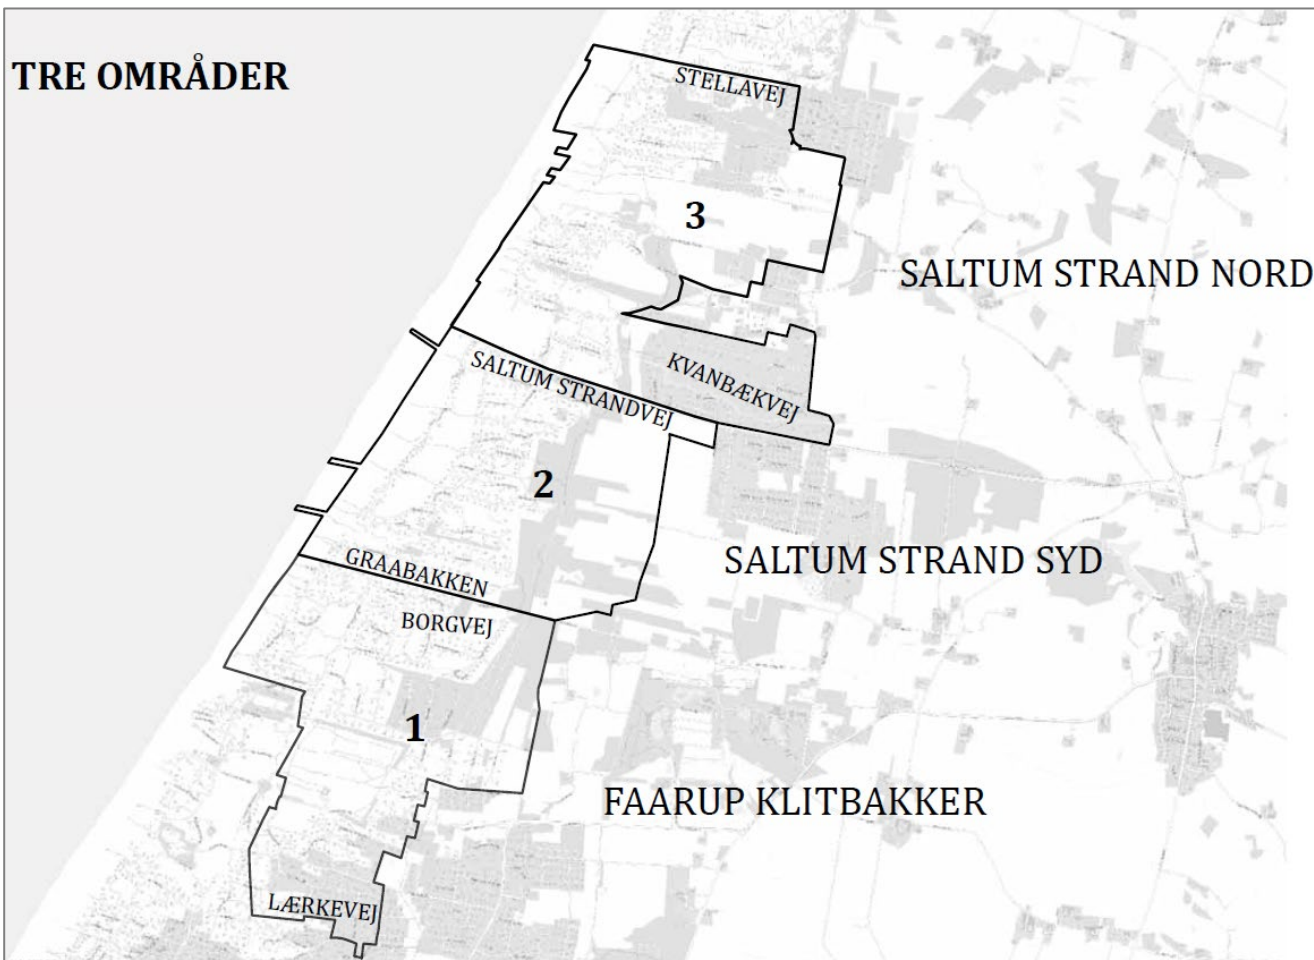 TRE OMRÅDER
STELLAVEJ
3
SALTUM STRAND NORD
KVANBÆKVEJ
SALTUM STRANDVEJ
2
SALTUM STRAND SYD
GRAABAKKEN
BORGVEJ
1
FAARUP KLITBAKKER
LÆRKEVEJ